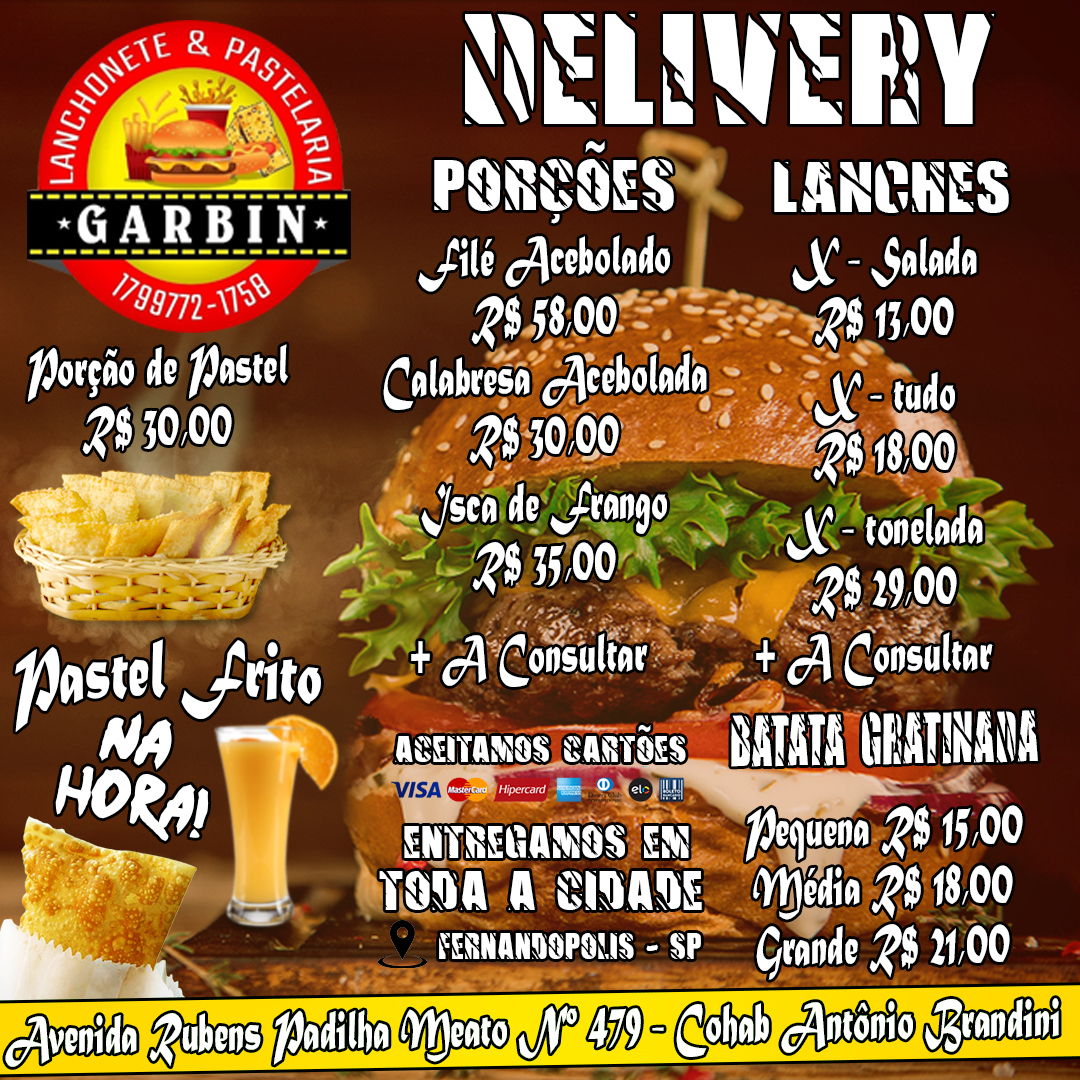 LANCHONETE & PASTELARIA
GARBIN
1799772-1758
DELIVERY
Porção de Pastel
R$ 30,00
Pastel Frito
NA
HORA!
PORÇÕES
Filé Acebolado
R$ 58,00
Calabresa Acebolada
R$ 30,00
Isca de Frango
R$ 35,00
+ A Consultar
LANCHES
X - Salada
R$ 13,00
X - tudo
R$ 18,00
X - tonelada
R$ 29,00
+ A Consultar
ACEITAMOS CARTÕES
VISA MasterCard Hipercard elo
ENTREGAMOS EM
TODA A CIDADE
FERNANDOPOLIS - SP
BATATA GRATINADA
Pequena R$ 15,00
Média R$ 18,00
Grande R$ 21,00
Avenida Rubens Padilha Meato Nº 479 - Cohab Antônio Brandini